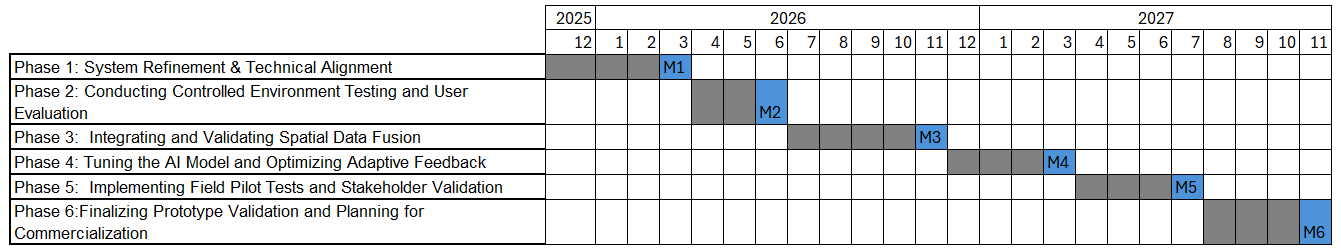 2025 2026 2027
12 1 2 3 4 5 6 7 8 9 10 11 12 1 2 3 4 5 6 7 8 9 10 11
Phase 1: System Refinement & Technical Alignment M1
Phase 2: Conducting Controlled Environment Testing and User
Evaluation M2
Phase 3:  Integrating and Validating Spatial Data Fusion M3
Phase 4: Tuning the AI Model and Optimizing Adaptive Feedback M4
Phase 5:  Implementing Field Pilot Tests and Stakeholder Validation M5
Phase 6:Finalizing Prototype Validation and Planning for
Commercialization M6